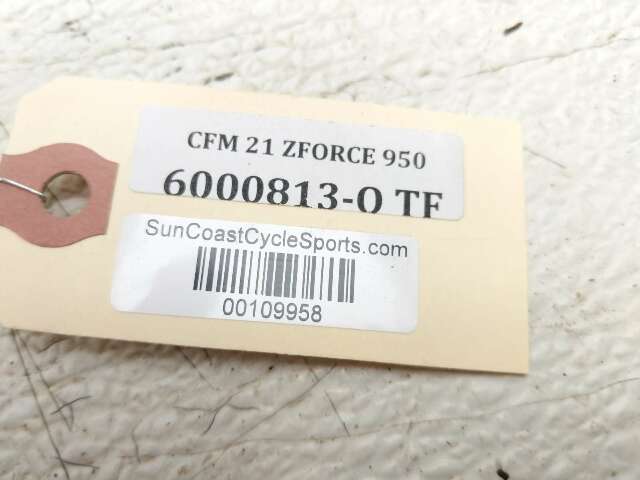 CFM 21 ZFORCE 950
6000813-O TF
SunCoastCycleSports.com
00109958